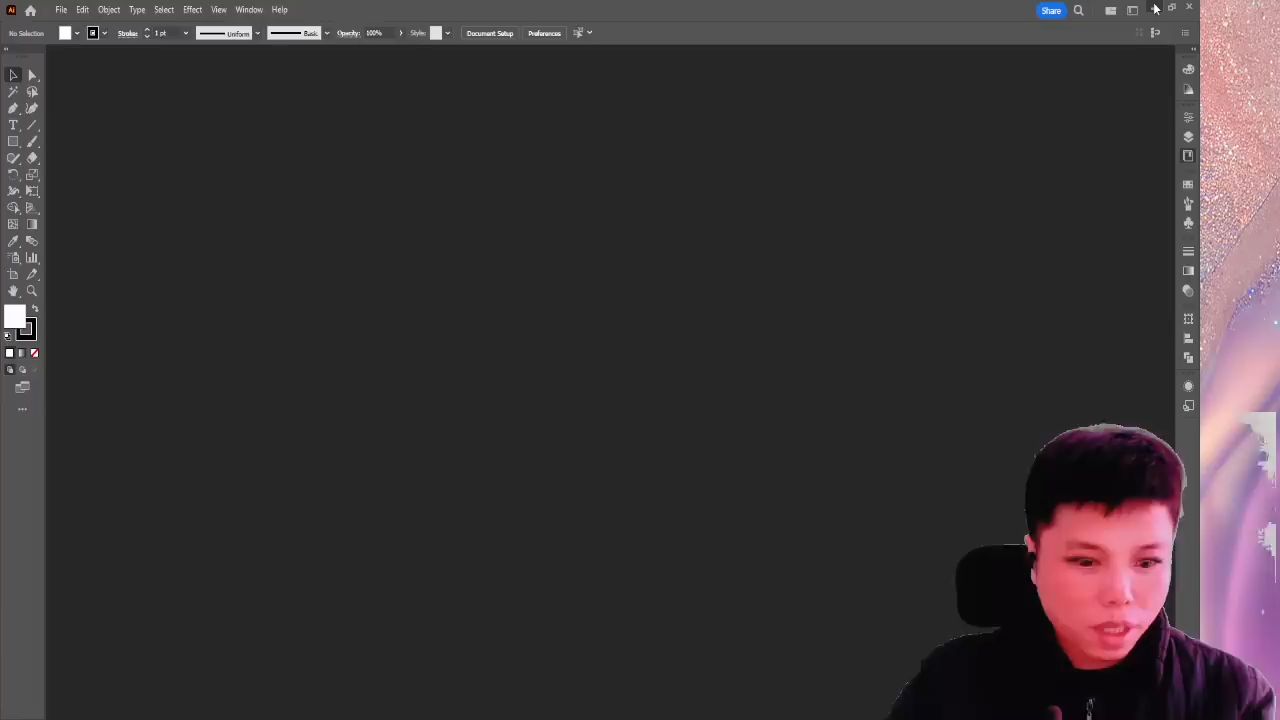 Ai File Edit Object Type Select Effect View Window Help Share
No Selection Stroke: 1 pt Uniform Basic Opacity: 100% Style: Document Setup Preferences
T